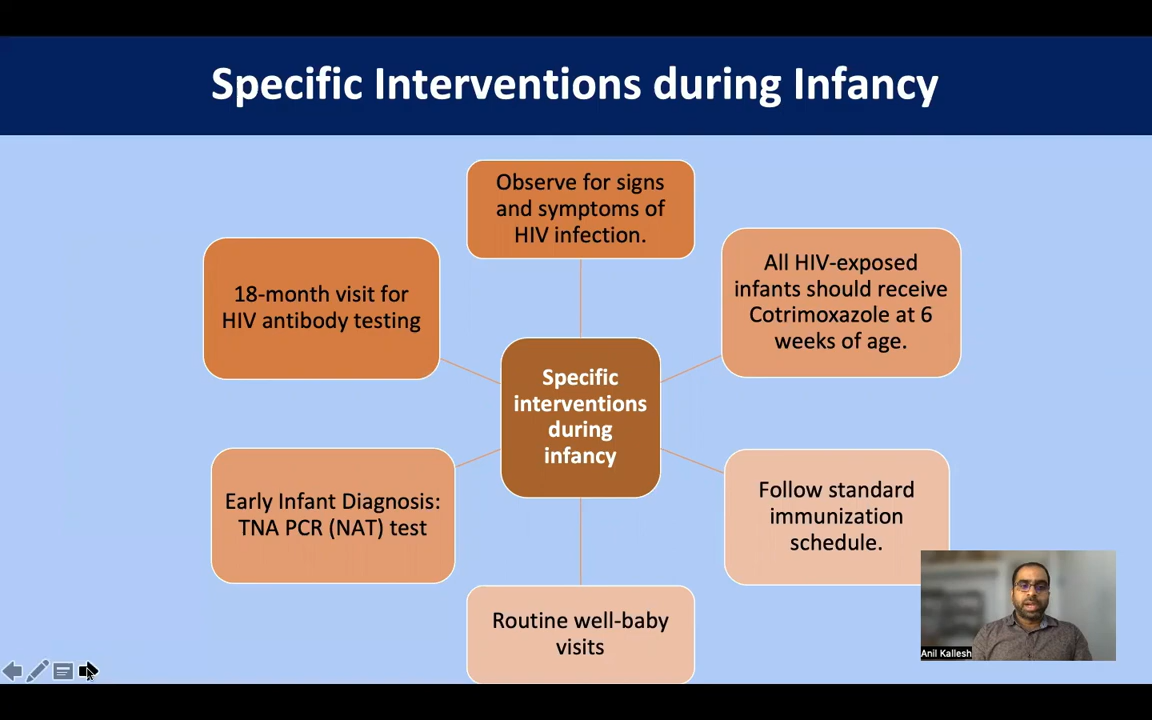 Specific Interventions during Infancy
Observe for signs
and symptoms of
HIV infection.
All HIV-exposed
infants should receive
Cotrimoxazole at 6
weeks of age.
18-month visit for
HIV antibody testing
Specific
interventions
during
infancy
Early Infant Diagnosis:
TNA PCR (NAT) test
Follow standard
immunization
schedule.
Routine well-baby
visits
Anil Kallesh